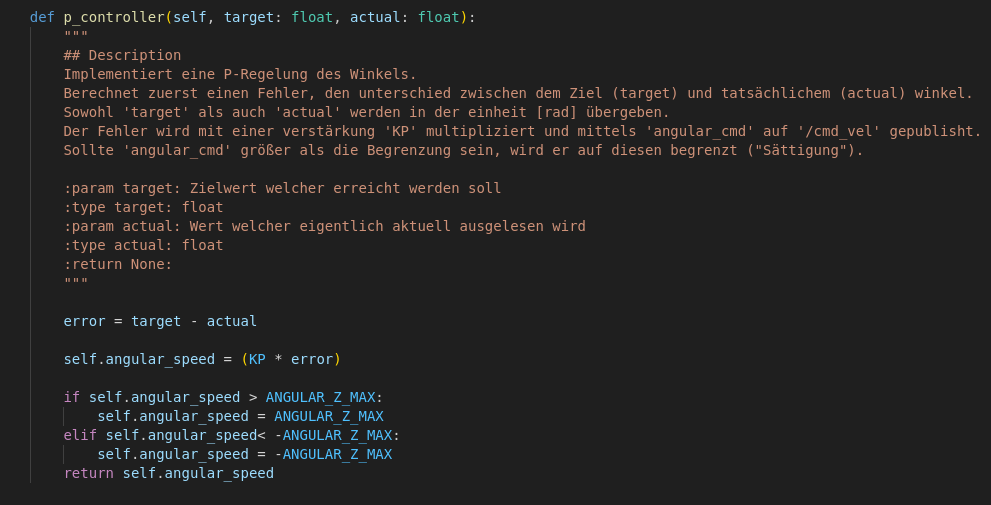 def p_controller(self, target: float, actual: float):
    """
    ## Description
    Implementiert eine P-Regelung des Winkels.
    Berechnet zuerst einen Fehler, den unterschied zwischen dem Ziel (target) und tatsächlichem (actual) winkel.
    Sowohl 'target' als auch 'actual' werden in der einheit [rad] übergeben.
    Der Fehler wird mit einer verstärkung 'KP' multipliziert und mittels 'angular_cmd' auf '/cmd_vel' gepublisht.
    Sollte 'angular_cmd' größer als die Begrenzung sein, wird er auf diesen begrenzt ("Sättigung").

    :param target: Zielwert welcher erreicht werden soll
    :type target: float
    :param actual: Wert welcher eigentlich aktuell ausgelesen wird
    :type actual: float
    :return None:
    """

    error = target - actual

    self.angular_speed = (KP * error)

    if self.angular_speed > ANGULAR_Z_MAX:
        self.angular_speed = ANGULAR_Z_MAX
    elif self.angular_speed< -ANGULAR_Z_MAX:
        self.angular_speed = -ANGULAR_Z_MAX
    return self.angular_speed